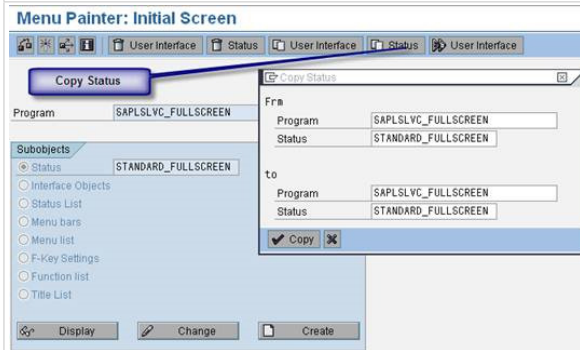 Menu Painter: Initial Screen
User Interface Status User Interface Status User Interface
Copy Status
Program SAPLSLVC_FULLSCREEN
Subobjects
Status STANDARD_FULLSCREEN
Interface Objects
Status List
Menu bars
Menu list
F-Key Settings
Function list
Title List
Display Change Create
Copy Status
Frm
Program SAPLSLVC_FULLSCREEN
Status STANDARD_FULLSCREEN
to
Program SAPLSLVC_FULLSCREEN
Status STANDARD_FULLSCREEN
Copy